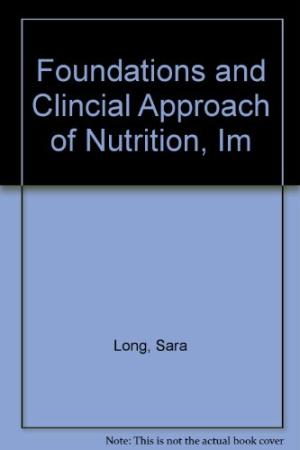 Foundations and
Clincial Approach
of Nutrition, Im
Long, Sara
Note: This is not the actual book cover